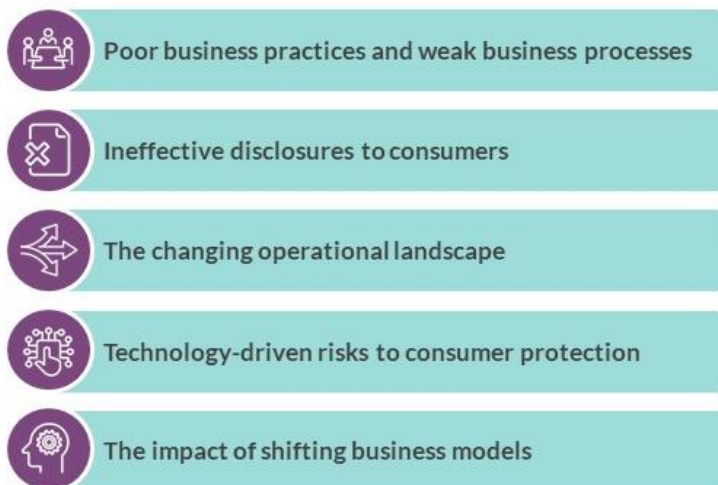 Poor business practices and weak business processes
Ineffective disclosures to consumers
The changing operational landscape
Technology-driven risks to consumer protection
The impact of shifting business models